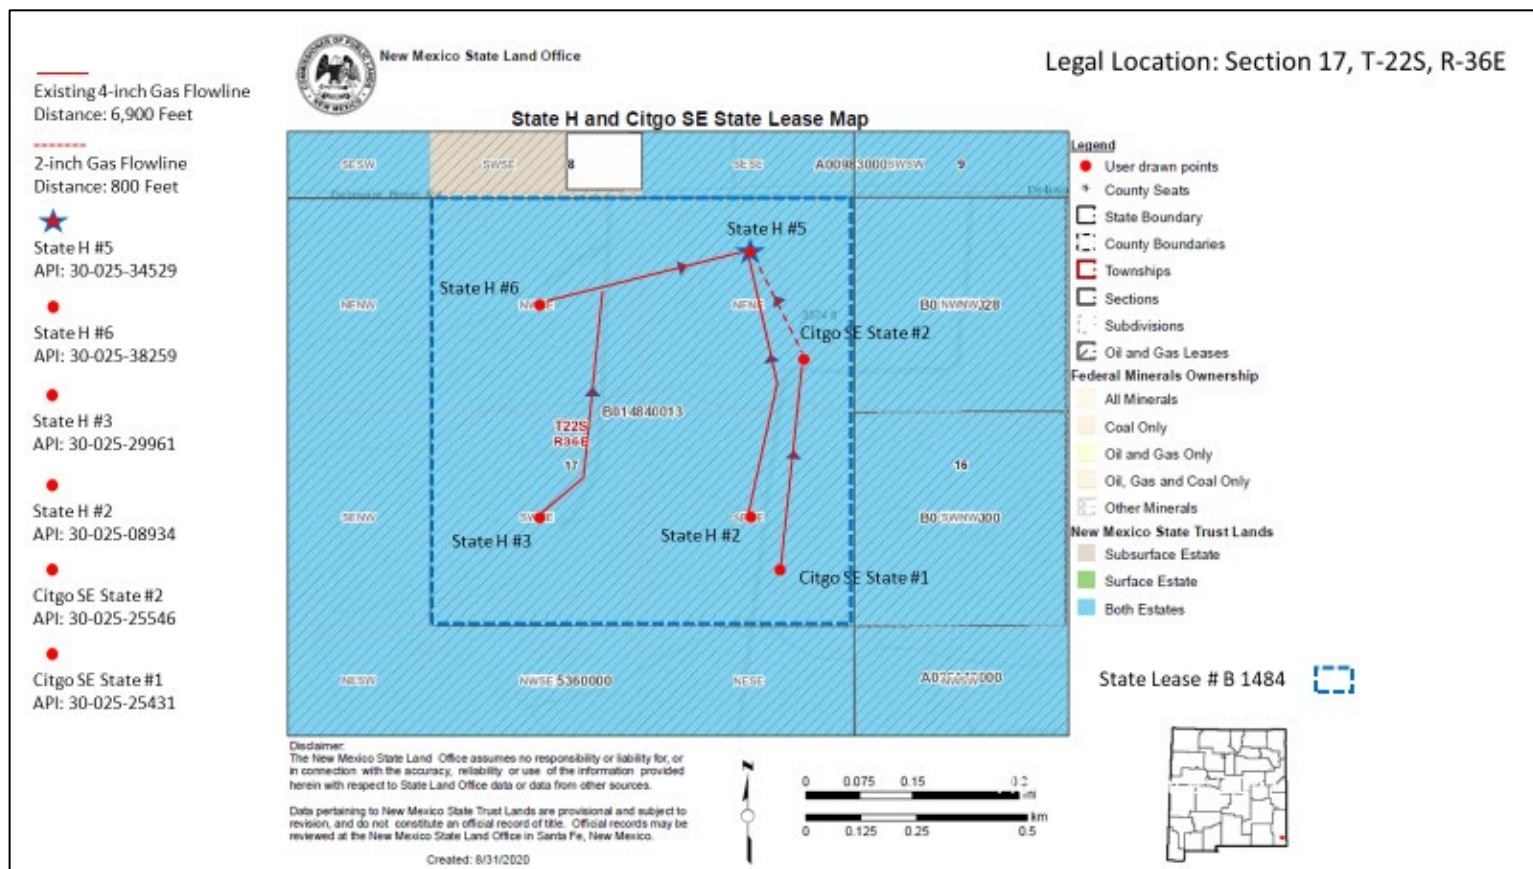 New Mexico State Land Office
COMMISSIONER OF PUBLIC LANDS
NEW MEXICO
Legal Location: Section 17, T-22S, R-36E
Existing 4-inch Gas Flowline
Distance: 6,900 Feet
2-inch Gas Flowline
Distance: 800 Feet
State H #5
API: 30-025-34529
State H #6
API: 30-025-38259
State H #3
API: 30-025-29961
State H #2
API: 30-025-08934
Citgo SE State #2
API: 30-025-25546
Citgo SE State #1
API: 30-025-25431
State H and Citgo SE State Lease Map
SESW
SWSE
8
SESE
A00983000
SWSW
9
State H #5
State H #6
NENW
NENE
NWNW
Citgo SE State #2
B014840013
T22S
R36E
17
16
SENW
SWNW
State H #3
State H #2
Citgo SE State #1
NESW
NWSE
5360000
NESE
Legend
User drawn points
County Seats
State Boundary
County Boundaries
Townships
Sections
Subdivisions
Oil and Gas Leases
Federal Minerals Ownership
All Minerals
Coal Only
Oil and Gas Only
Oil, Gas and Coal Only
Other Minerals
New Mexico State Trust Lands
Subsurface Estate
Surface Estate
Both Estates
State Lease # B 1484
Disclaimer:
The New Mexico State Land Office assumes no responsibility or liability for, or
in connection with the accuracy, reliability or use of the information provided
herein with respect to State Land Office data or data from other sources.
Data pertaining to New Mexico State Trust Lands are provisional and subject to
revision, and do not constitute an official record of title. Official records may be
reviewed at the New Mexico State Land Office in Santa Fe, New Mexico.
Created: 8/31/2020
N
0 0.075 0.15
mi
km
0 0.125 0.25 0.5